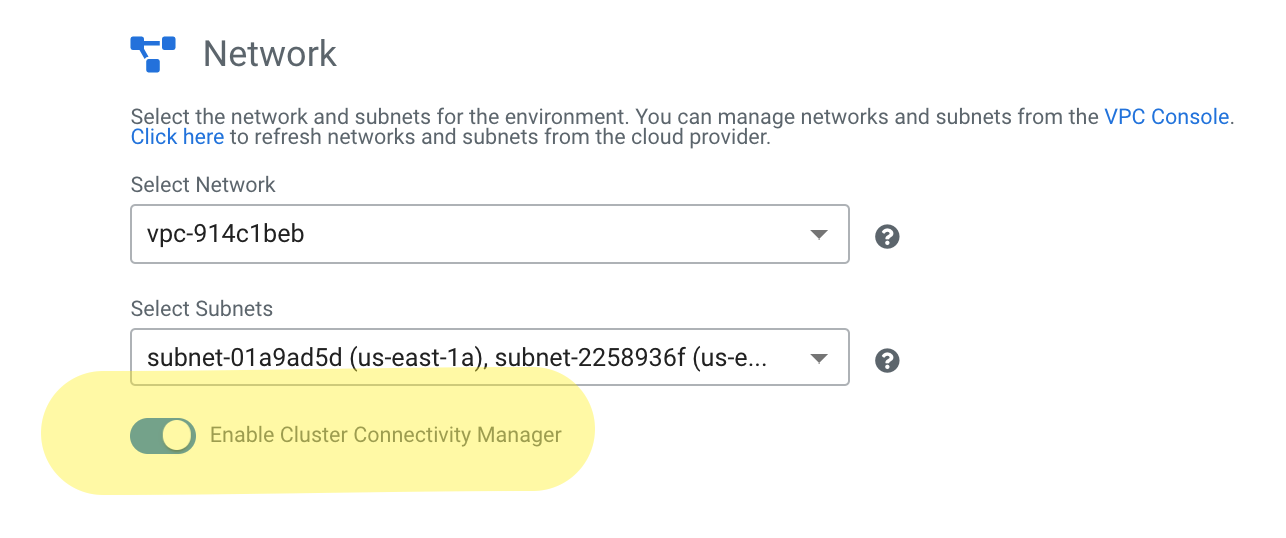 Network
Select the network and subnets for the environment. You can manage networks and subnets from the VPC Console.
Click here to refresh networks and subnets from the cloud provider.
Select Network
vpc-914c1beb
?
Select Subnets
subnet-01a9ad5d (us-east-1a), subnet-2258936f (us-e...
?
Enable Cluster Connectivity Manager